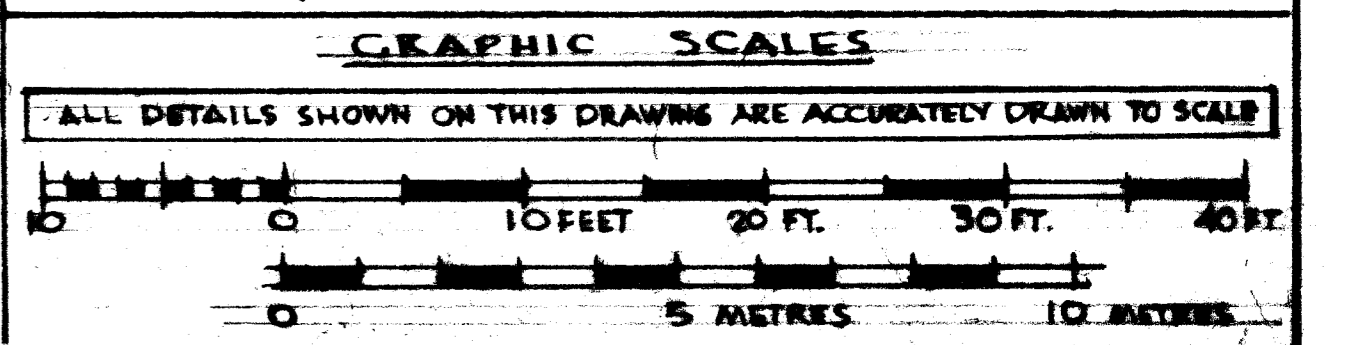 GRAPHIC SCALES
ALL DETAILS SHOWN ON THIS DRAWING ARE ACCURATELY DRAWN TO SCALE
10 0 10 FEET 20 FT. 30 FT. 40 FT
0 5 METRES 10 METRES